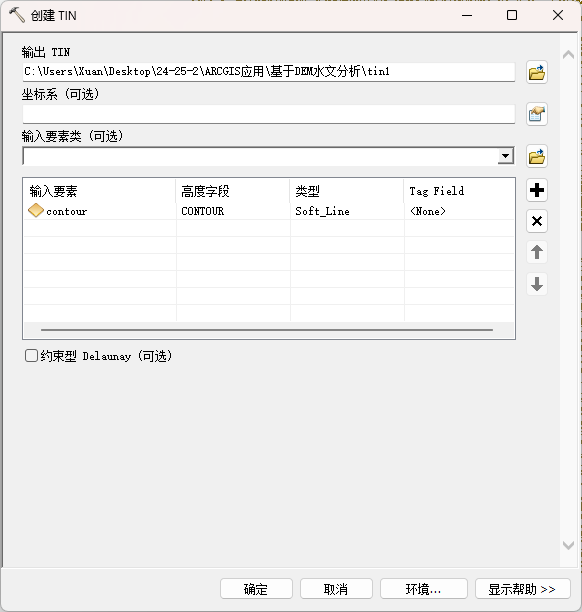 创建 TIN
输出 TIN
C:\Users\Xuan\Desktop\24-25-2\ARCGIS应用\基于DEM水文分析\tin1
坐标系 (可选)
输入要素类 (可选)
输入要素 高度字段 类型 Tag Field
contour CONTOUR Soft_Line <None>
约束型 Delaunay (可选)
确定 取消 环境... 显示帮助 >>